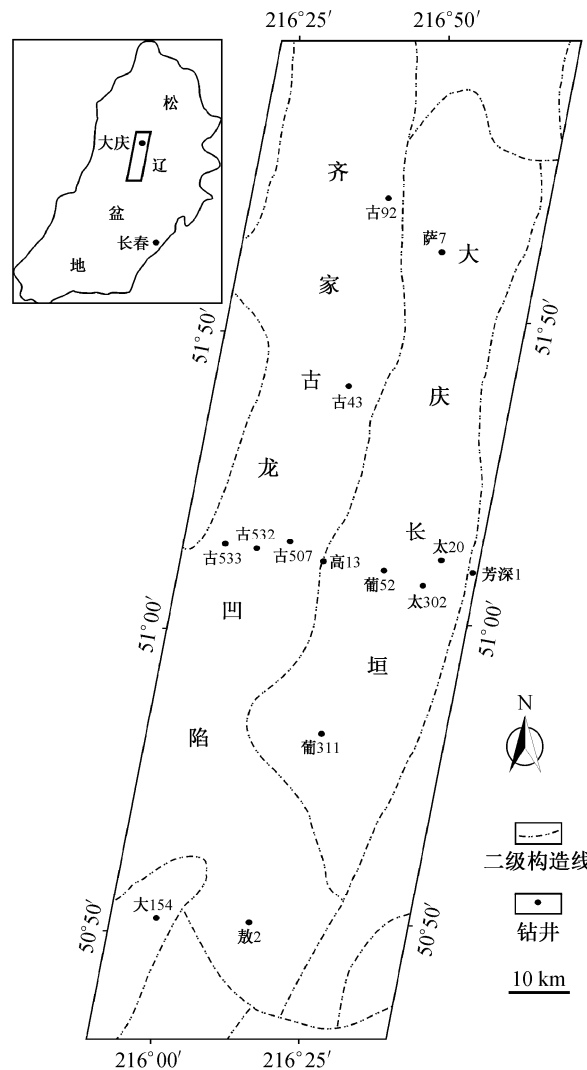 216°25′
216°50′
松
大庆
辽
盆
长春
地
齐
古92
萨7
大
家
51°50′
51°50′
古
古43
庆
龙
长
古532
太20
古533
古507
高13
葡52
芳深1
太302
凹
51°00′
51°00′
垣
陷
葡311
N
二级构造线
大154
钻井
敖2
50°50′
50°50′
10 km
216°00′
216°25′